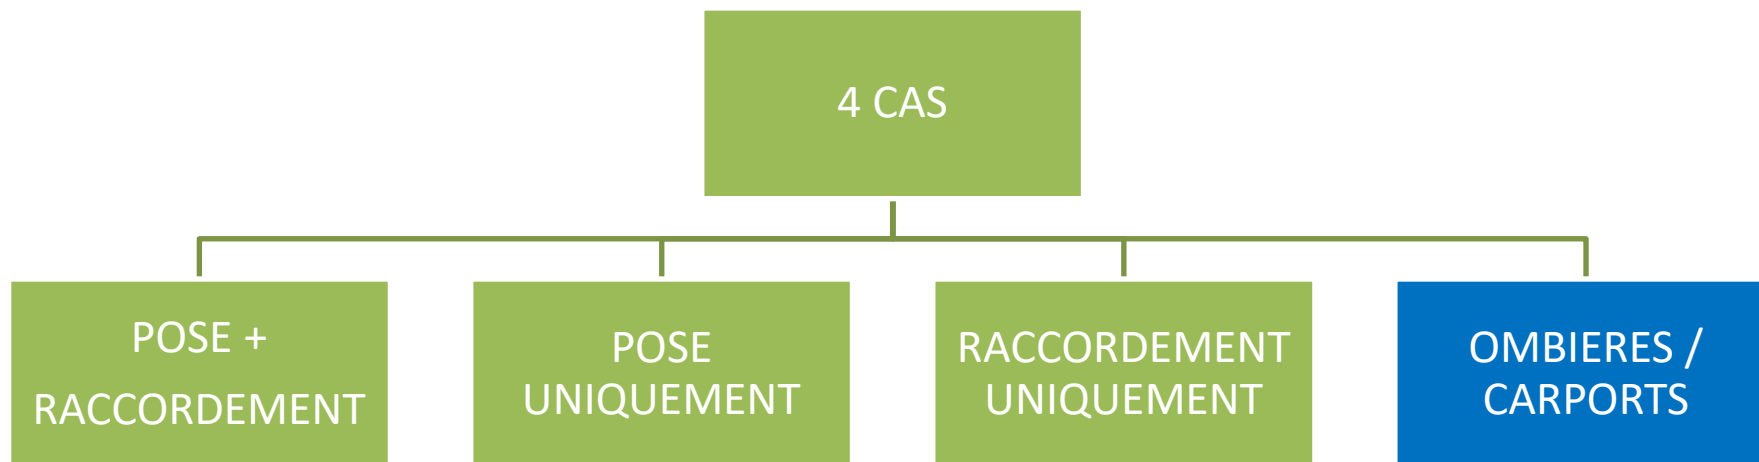 4 CAS
POSE +
RACCORDEMENT
POSE
UNIQUEMENT
RACCORDEMENT
UNIQUEMENT
OMBIERES /
CARPORTS